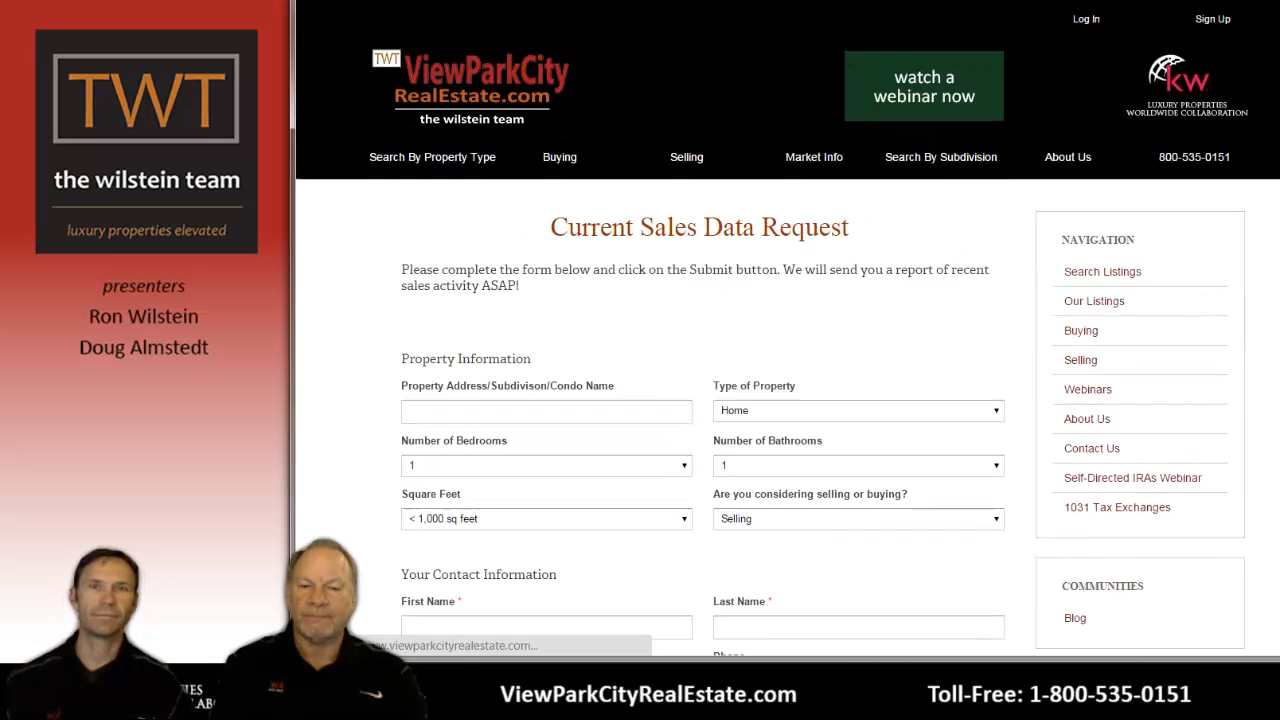 TWT
the wilstein team
luxury properties elevated
presenters
Ron Wilstein
Doug Almstedt
Log In
Sign Up
TWT
ViewParkCity
RealEstate.com
the wilstein team
watch a
webinar now
kw
LUXURY PROPERTIES
WORLDWIDE COLLABORATION
Search By Property Type
Buying
Selling
Market Info
Search By Subdivision
About Us
800-535-0151
Current Sales Data Request
Please complete the form below and click on the Submit button. We will send you a report of recent
sales activity ASAP!
Property Information
Property Address/Subdivison/Condo Name
Type of Property
Home
Number of Bedrooms
Number of Bathrooms
1
1
Square Feet
Are you considering selling or buying?
< 1,000 sq feet
Selling
Your Contact Information
First Name *
Last Name *
Phone
NAVIGATION
Search Listings
Our Listings
Buying
Selling
Webinars
About Us
Contact Us
Self-Directed IRAs Webinar
1031 Tax Exchanges
COMMUNITIES
Blog
w.viewparkcityrealestate.com...
ViewParkCityRealEstate.com
Toll-Free: 1-800-535-0151